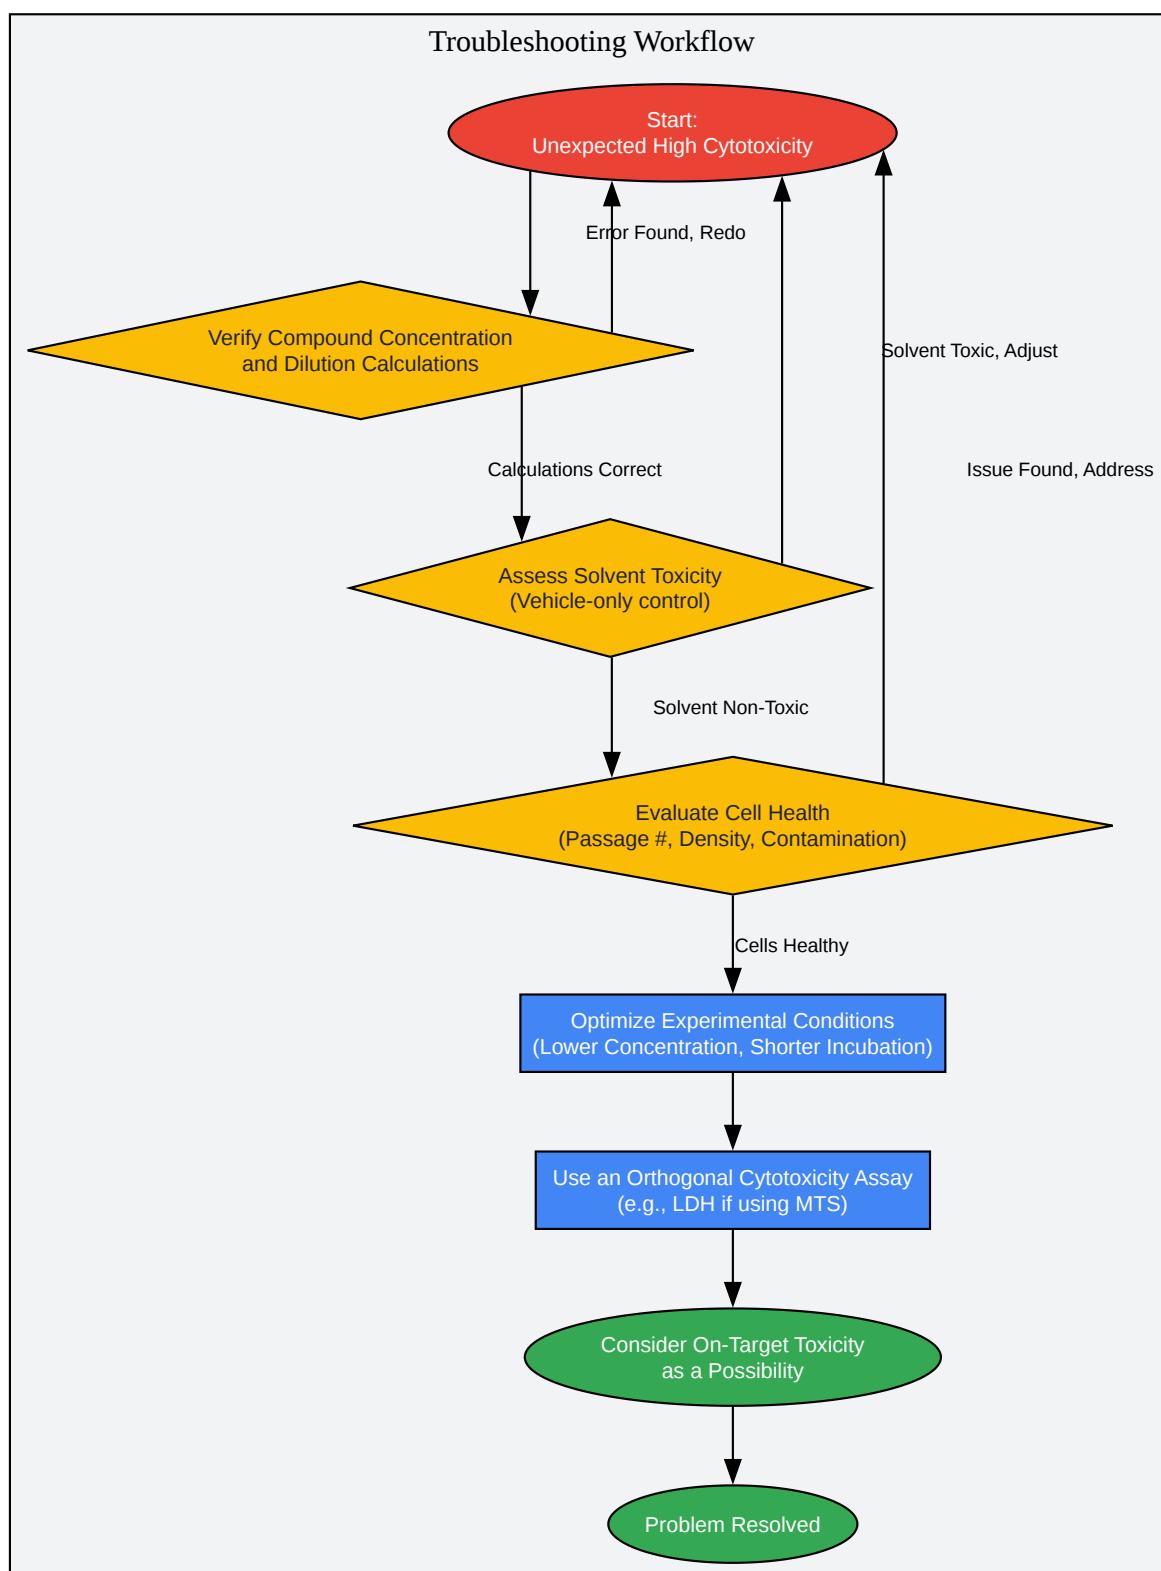 Troubleshooting Workflow
Start:
Unexpected High Cytotoxicity
Error Found, Redo
Verify Compound Concentration
and Dilution Calculations
Solvent Toxic, Adjust
Calculations Correct
Issue Found, Address
Assess Solvent Toxicity
(Vehicle-only control)
Solvent Non-Toxic
Evaluate Cell Health
(Passage #, Density, Contamination)
Cells Healthy
Optimize Experimental Conditions
(Lower Concentration, Shorter Incubation)
Use an Orthogonal Cytotoxicity Assay
(e.g., LDH if using MTS)
Consider On-Target Toxicity
as a Possibility
Problem Resolved